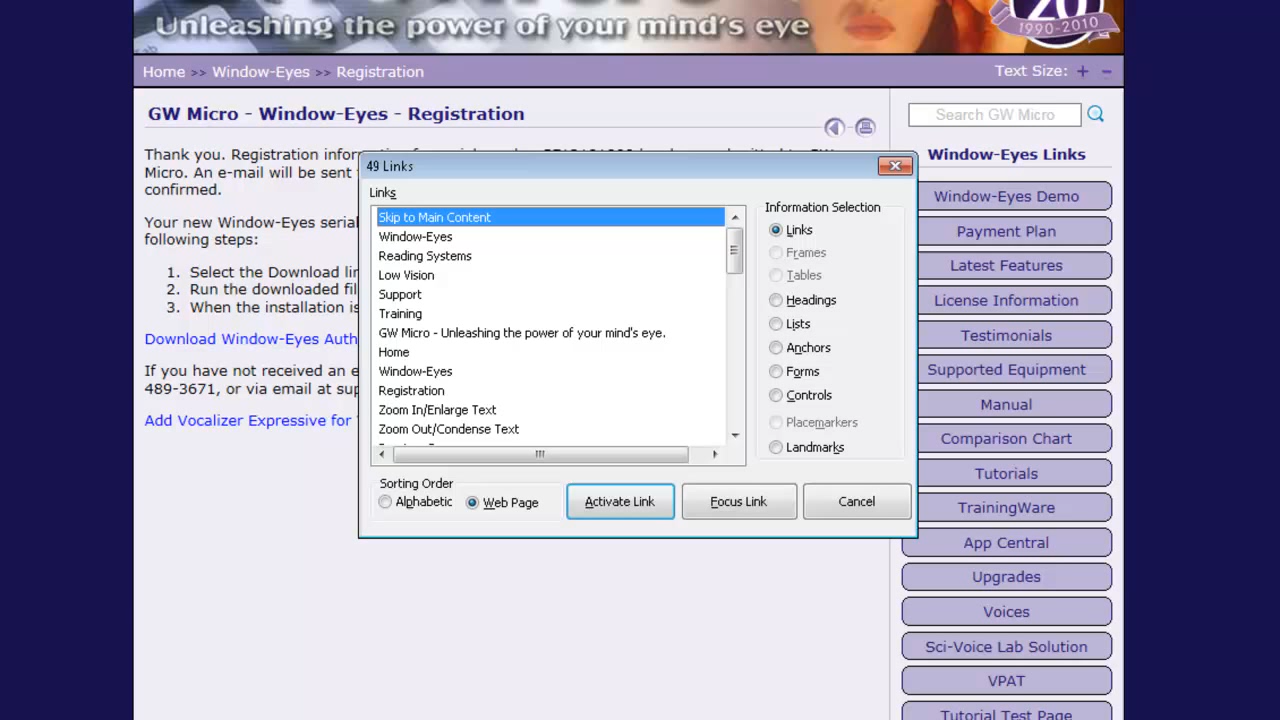 Unleashing the power of your mind's eye
20
1990-2010
Home >> Window-Eyes >> Registration
Text Size: + -
GW Micro - Window-Eyes - Registration
Search GW Micro
Thank you. Registration
Micro. An e-mail will be sent
confirmed.
Your new Window-Eyes serial
following steps:
1. Select the Download
2. Run the downloaded
3. When the installation is
Download Window-Eyes
If you have not received an
489-3671, or via email at
Add Vocalizer Expressive for
49 Links
Links
Skip to Main Content
Window-Eyes
Reading Systems
Low Vision
Support
Training
GW Micro - Unleashing the power of your mind's eye.
Home
Window-Eyes
Registration
Zoom In/Enlarge Text
Zoom Out/Condense Text
Information Selection
Links
Frames
Tables
Headings
Lists
Anchors
Forms
Controls
Placemarkers
Landmarks
Sorting Order
Alphabetic
Web Page
Activate Link
Focus Link
Cancel
Window-Eyes Links
Window-Eyes Demo
Payment Plan
Latest Features
License Information
Testimonials
Supported Equipment
Manual
Comparison Chart
Tutorials
TrainingWare
App Central
Upgrades
Voices
Sci-Voice Lab Solution
VPAT
Tutorial Test Page